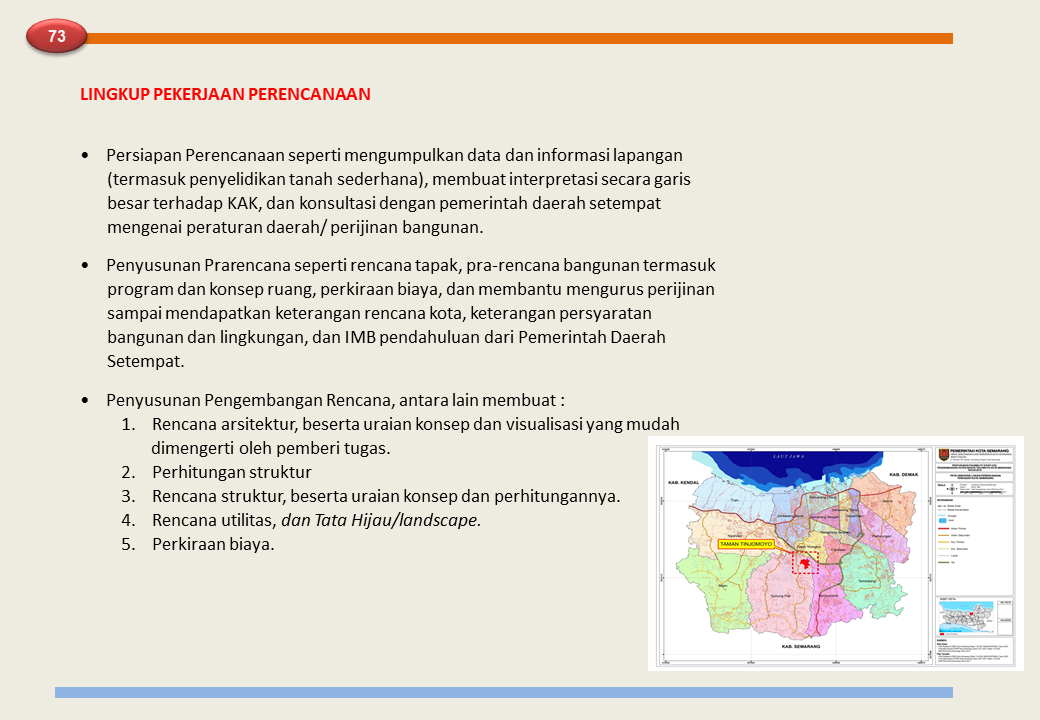 73
LINGKUP PEKERJAAN PERENCANAAN
• Persiapan Perencanaan seperti mengumpulkan data dan informasi lapangan
(termasuk penyelidikan tanah sederhana), membuat interpretasi secara garis
besar terhadap KAK, dan konsultasi dengan pemerintah daerah setempat
mengenai peraturan daerah/ perijinan bangunan.
• Penyusunan Prarencana seperti rencana tapak, pra-rencana bangunan termasuk
program dan konsep ruang, perkiraan biaya, dan membantu mengurus perijinan
sampai mendapatkan keterangan rencana kota, keterangan persyaratan
bangunan dan lingkungan, dan IMB pendahuluan dari Pemerintah Daerah
Setempat.
• Penyusunan Pengembangan Rencana, antara lain membuat :
1. Rencana arsitektur, beserta uraian konsep dan visualisasi yang mudah
dimengerti oleh pemberi tugas.
2. Perhitungan struktur
3. Rencana struktur, beserta uraian konsep dan perhitungannya.
4. Rencana utilitas, dan Tata Hijau/landscape.
5. Perkiraan biaya.
LAUT JAWA
KAB. KENDAL
KAB. DEMAK
TAMAN TINJOMOYO
KAB. SEMARANG
PEMERINTAH KOTA SEMARANG